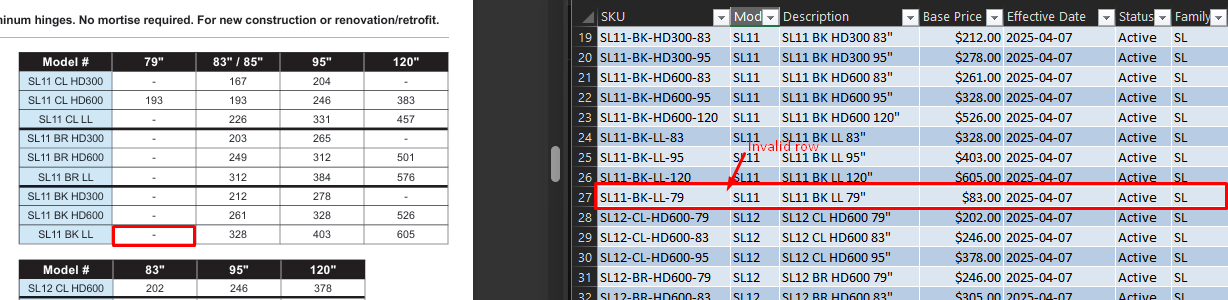 ninum hinges. No mortise required. For new construction or renovation/retrofit.
Model # 79" 83" / 85" 95" 120"
SL11 CL HD300 - 167 204 -
SL11 CL HD600 193 193 246 383
SL11 CL LL - 226 331 457
SL11 BR HD300 - 203 265 -
SL11 BR HD600 - 249 312 501
SL11 BR LL - 312 384 576
SL11 BK HD300 - 212 278 -
SL11 BK HD600 - 261 328 526
SL11 BK LL - 328 403 605
Model # 83" 95" 120"
SL12 CL HD600 202 246 378
SKU Mod Description Base Price Effective Date Status Family
19 SL11-BK-HD300-83 SL11 SL11 BK HD300 83" $212.00 2025-04-07 Active SL
20 SL11-BK-HD300-95 SL11 SL11 BK HD300 95" $278.00 2025-04-07 Active SL
21 SL11-BK-HD600-83 SL11 SL11 BK HD600 83" $261.00 2025-04-07 Active SL
22 SL11-BK-HD600-95 SL11 SL11 BK HD600 95" $328.00 2025-04-07 Active SL
23 SL11-BK-HD600-120 SL11 SL11 BK HD600 120" $526.00 2025-04-07 Active SL
24 SL11-BK-LL-83 SL11 SL11 BK LL 83" $328.00 2025-04-07 Active SL
Invalid row
25 SL11-BK-LL-95 SL11 SL11 BK LL 95" $403.00 2025-04-07 Active SL
26 SL11-BK-LL-120 SL11 SL11 BK LL 120" $605.00 2025-04-07 Active SL
27 SL11-BK-LL-79 SL11 SL11 BK LL 79" $83.00 2025-04-07 Active SL
28 SL12-CL-HD600-79 SL12 SL12 CL HD600 79" $202.00 2025-04-07 Active SL
29 SL12-CL-HD600-83 SL12 SL12 CL HD600 83" $246.00 2025-04-07 Active SL
30 SL12-CL-HD600-95 SL12 SL12 CL HD600 95" $378.00 2025-04-07 Active SL
31 SL12-BR-HD600-79 SL12 SL12 BR HD600 79" $246.00 2025-04-07 Active SL
32 SL12-BR-HD600-83 SL12 SL12 BR HD600 83" $305.00 2025-04-07 Active SL